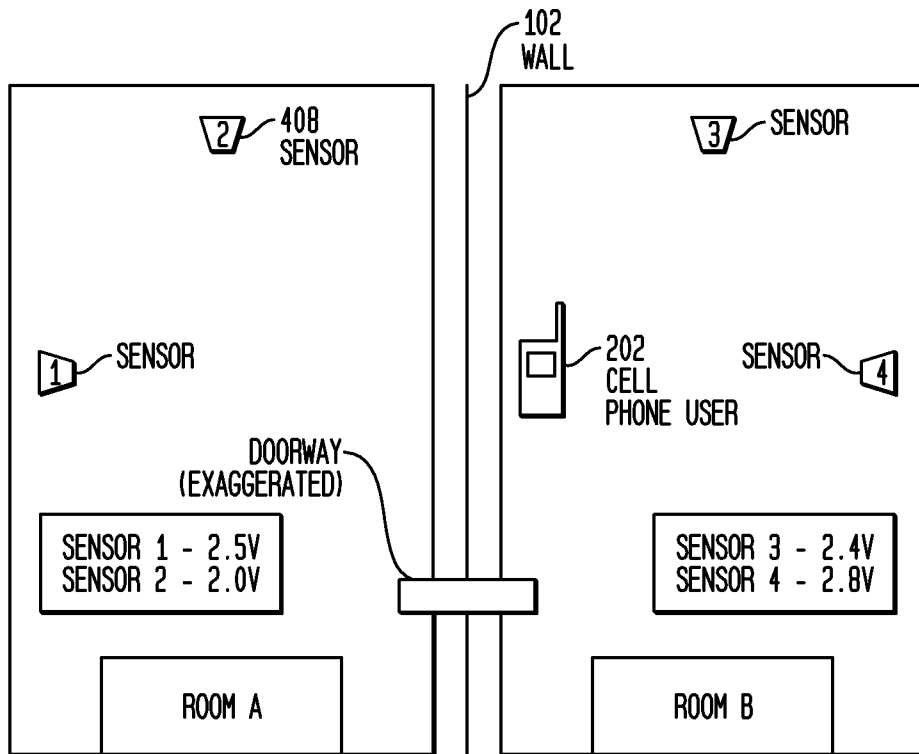 102
WALL
2
408
SENSOR
3
SENSOR
1
SENSOR
202
CELL
PHONE USER
SENSOR
4
DOORWAY
(EXAGGERATED)
SENSOR 1 - 2.5V
SENSOR 2 - 2.0V
SENSOR 3 - 2.4V
SENSOR 4 - 2.8V
ROOM A
ROOM B